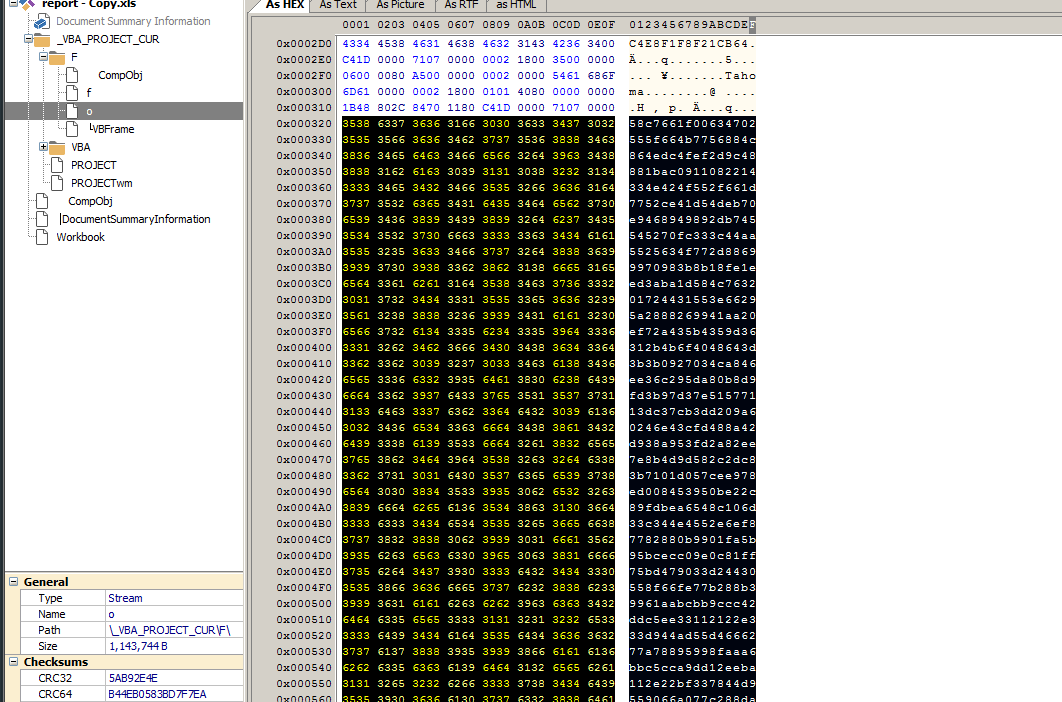 report - Copy.xls
Document Summary Information
_VBA_PROJECT_CUR
F
CompObj
f
o
VBFrame
VBA
PROJECT
PROJECTwm
CompObj
DocumentSummaryInformation
Workbook
General
Type Stream
Name o
Path \_VBA_PROJECT_CUR\F\
Size 1,143,744 B
Checksums
CRC32 5AB92E4E
CRC64 B44EB0583BD7F7EA
As HEX As Text As Picture As RTF as HTML
0001 0203 0405 0607 0809 0A0B 0C0D 0E0F 0123456789ABCDEF
0x0002D0 4334 4538 4631 4638 4632 3143 4236 3400 C4E8F1F8F21CB64.
0x0002E0 C41D 0000 7107 0000 0002 1800 3500 0000 Ä...q.......5...
0x0002F0 0600 0080 A500 0000 0002 0000 5461 686F ....¥.......Taho
0x000300 6D61 0000 0002 1800 0101 4080 0000 0000 ma........@.....
0x000310 1B48 802C 8470 1180 C41D 0000 7107 0000 .H.,.p..Ä...q...
0x000320 3538 6337 3636 3166 3030 3633 3437 3032 58c7661f00634702
0x000330 3535 3566 3634 6237 3735 3638 3834 6363 555f664b7756884c
0x000340 3836 3465 6463 3466 6566 3264 3963 3438 864edc4fef2d9c48
0x000350 3838 3162 6163 3039 3131 3038 3232 3134 881bac0911082214
0x000360 3333 3465 3432 3466 3535 3266 3636 3164 334e424f552f661d
0x000370 3737 3532 6365 3431 6435 3464 6562 3730 7752ce41d54deb70
0x000380 6539 3436 3839 3439 3839 3264 6237 3435 e9468949892db745
0x000390 3534 3532 3730 6663 3333 3363 3434 6161 545270fc333c44aa
0x0003A0 3535 3235 3633 3466 3737 3264 3838 3639 5525634f772d8869
0x0003B0 3939 3730 3938 3362 3862 3138 6665 3165 9970983b8b18fe1e
0x0003C0 6564 3361 6261 3164 3538 3463 3736 3332 ed3aba1d584c7632
0x0003D0 3031 3732 3434 3331 3535 3365 3636 3239 01724431553e6629
0x0003E0 3561 3238 3838 3236 3939 3431 6161 3230 5a2888269941aa20
0x0003F0 6566 3732 6134 3335 6234 3335 3964 3336 ef72a435b4359d36
0x000400 3331 3262 3462 3666 3430 3438 3634 3364 312b4b6f4048643d
0x000410 3362 3362 3039 3237 3033 3463 6138 3436 3b3b0927034ca846
0x000420 6565 3336 6332 3935 6461 3830 6238 6439 ee36c295da80b8d9
0x000430 6664 3362 3937 6433 3765 3531 3537 3731 fd3b97d37e515771
0x000440 3133 6463 3337 6362 3364 6432 3039 6136 13dc37cb3dd209a6
0x000450 3032 3436 6534 3363 6664 3438 3861 3432 0246e43cfd488a42
0x000460 6439 3338 6139 3533 6664 3261 3832 6565 d938a953fd2a82ee
0x000470 3765 3862 3464 3964 3538 3263 3264 6338 7e8b4d9d582c2dc8
0x000480 3362 3731 3031 6430 3537 6365 6539 3738 3b7101d057cee978
0x000490 6564 3030 3834 3533 3935 3062 6532 3263 ed008453950be22c
0x0004A0 3839 6664 6265 6136 3534 3863 3130 3664 89fdbea6548c106d
0x0004B0 3333 6333 3434 6534 3535 3265 3665 6638 33c344e4552e6ef8
0x0004C0 3737 3832 3838 3062 3939 3031 6661 3562 7782880b9901fa5b
0x0004D0 3935 6263 6563 6330 3965 3063 3831 6666 95bcecc09e0c81ff
0x0004E0 3735 6264 3437 3930 3333 6432 3434 3330 75bd479033d24430
0x0004F0 3535 3866 3636 6665 3737 6232 3838 6233 558f66fe77b288b3
0x000500 3939 3631 6161 6263 6262 3963 6363 3432 9961aabcbb9ccc42
0x000510 6464 6335 6565 3333 3131 3231 3232 6533 ddc5ee33112122e3
0x000520 3333 6439 3434 6164 3535 6434 3636 3632 33d944ad55d46662
0x000530 3737 6137 3838 3935 3939 3866 6161 6136 77a78895998faaa6
0x000540 6262 6335 6363 6139 6464 3132 6565 6261 bbc5cca9dd12eeba
0x000550 3131 3265 3232 6266 3333 3738 3434 6439 112e22bf337844d9
0x000560 3535 3930 3636 6130 3737 6332 3838 6461 559066a077c288da